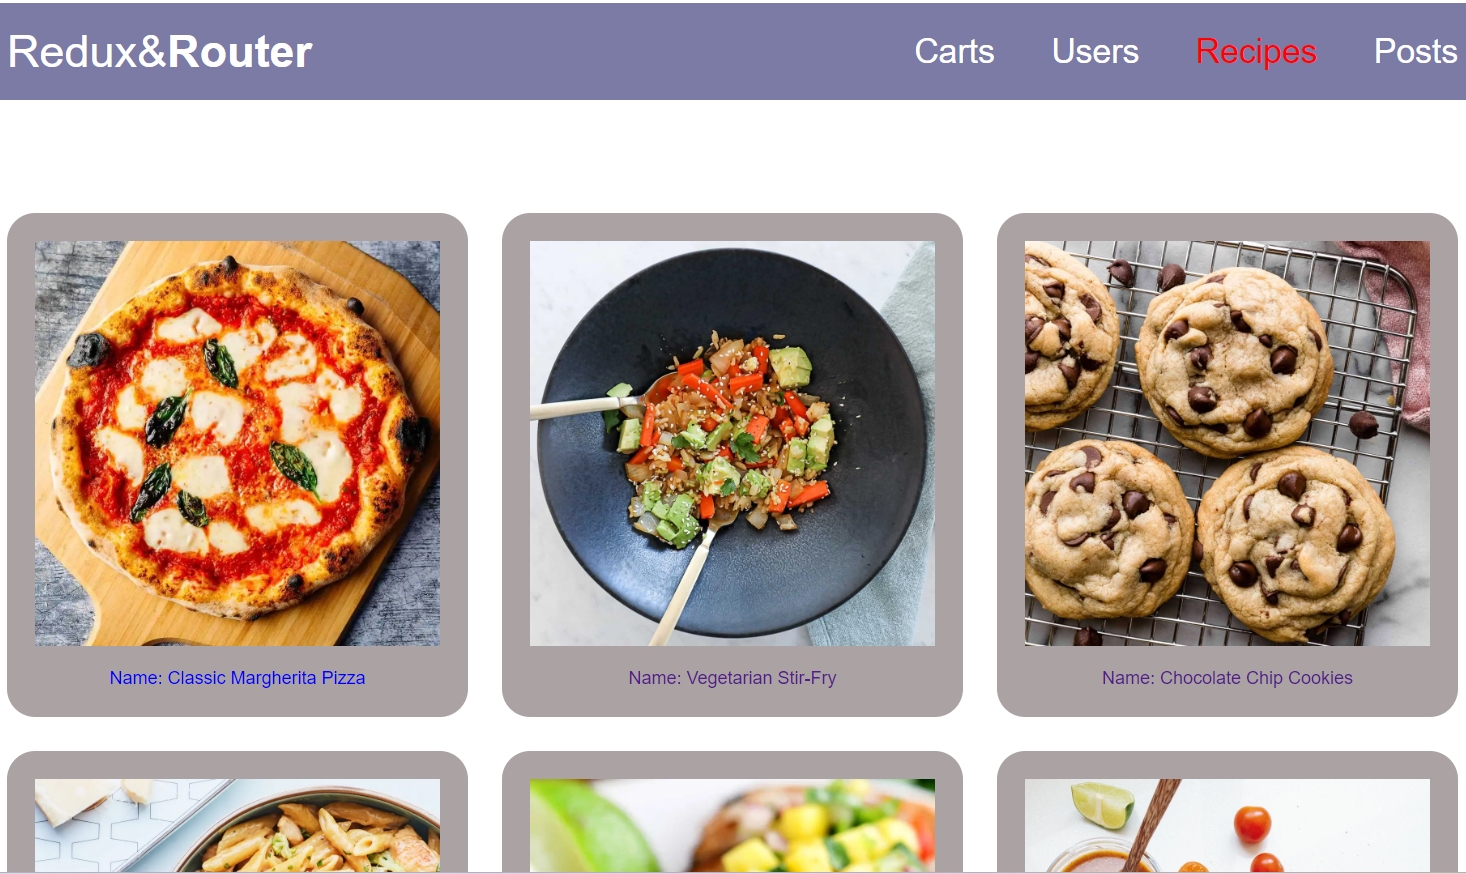 Redux&Router
Carts Users Recipes Posts
Name: Classic Margherita Pizza
Name: Vegetarian Stir-Fry
Name: Chocolate Chip Cookies